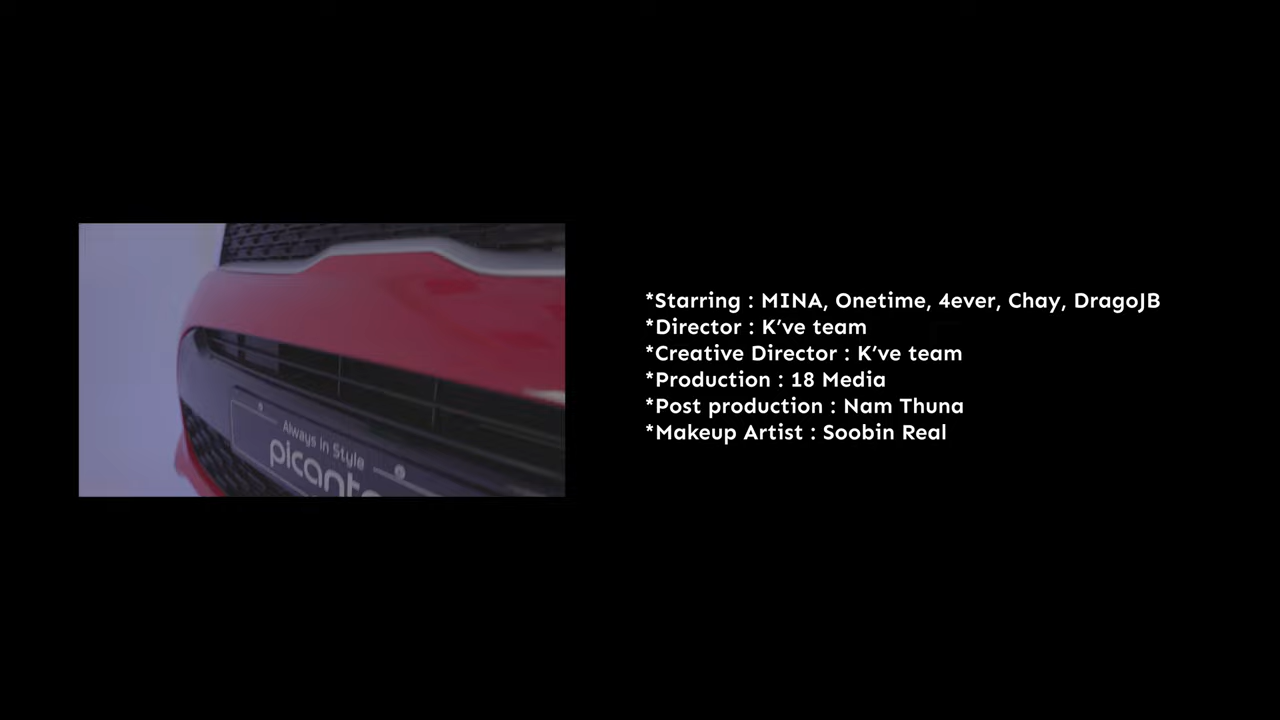 Always in Style
*Starring : MINA, Onetime, 4ever, Chay, DragoJB
*Director : K’ve team
*Creative Director : K’ve team
*Production : 18 Media
*Post production : Nam Thuna
*Makeup Artist : Soobin Real